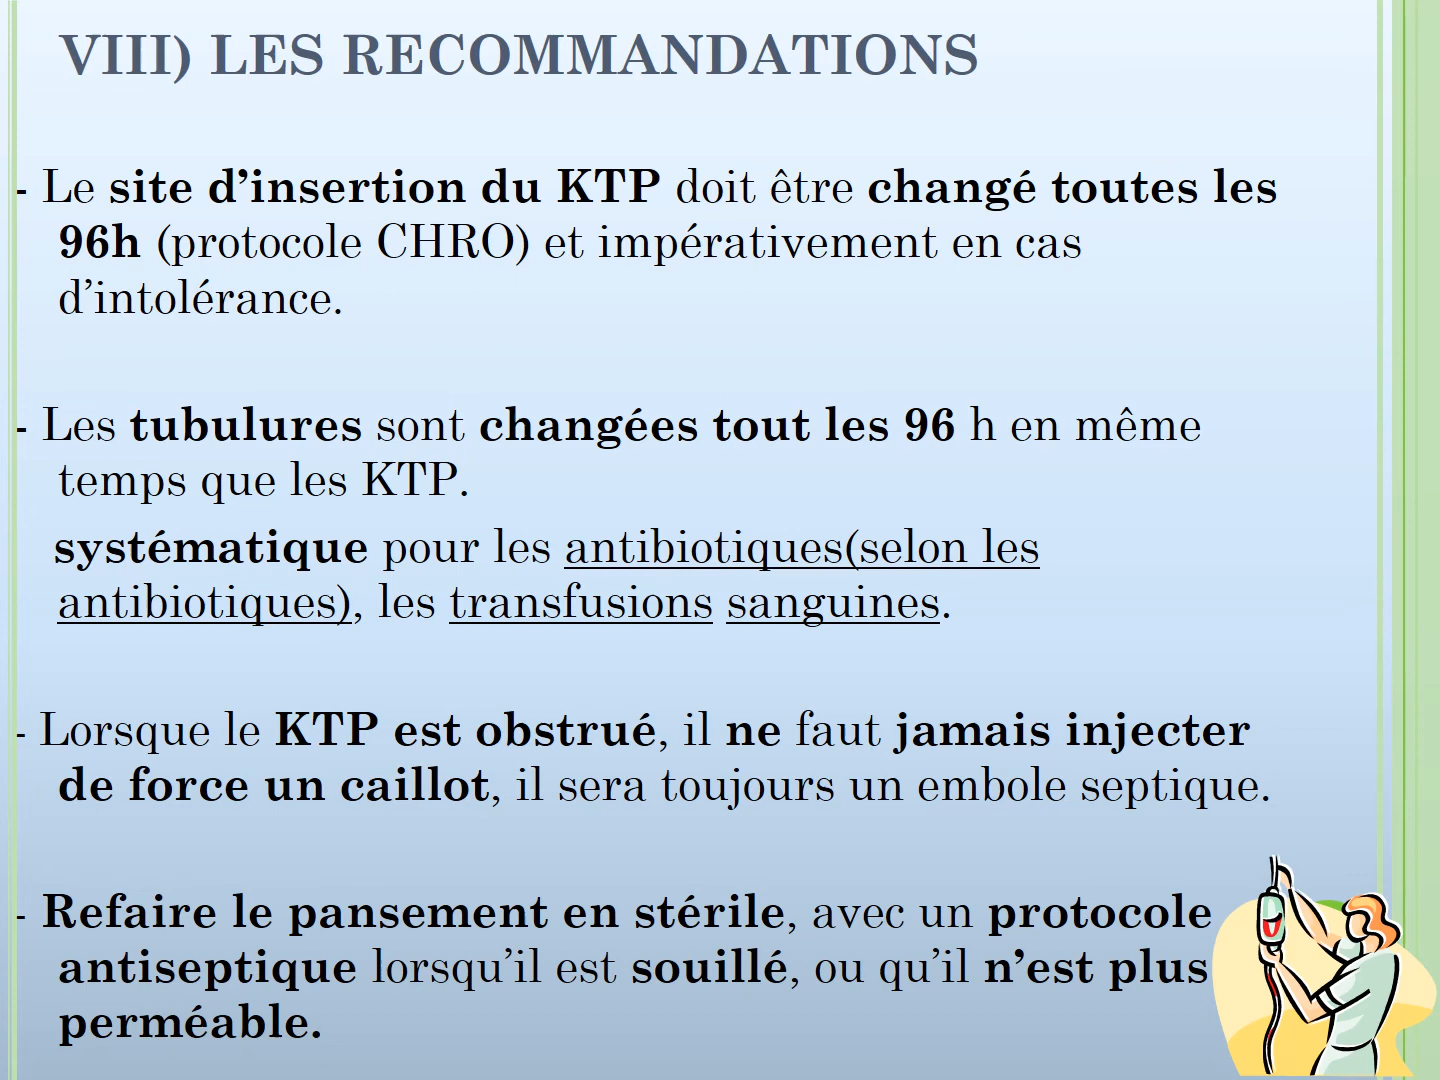 VIII) LES RECOMMANDATIONS
- Le site d’insertion du KTP doit être changé toutes les
96h (protocole CHRO) et impérativement en cas
d’intolérance.
- Les tubulures sont changées tout les 96 h en même
temps que les KTP.
systématique pour les antibiotiques(selon les
antibiotiques), les transfusions sanguines.
- Lorsque le KTP est obstrué, il ne faut jamais injecter
de force un caillot, il sera toujours un embole septique.
- Refaire le pansement en stérile, avec un protocole
antiseptique lorsqu’il est souillé, ou qu’il n’est plus
perméable.